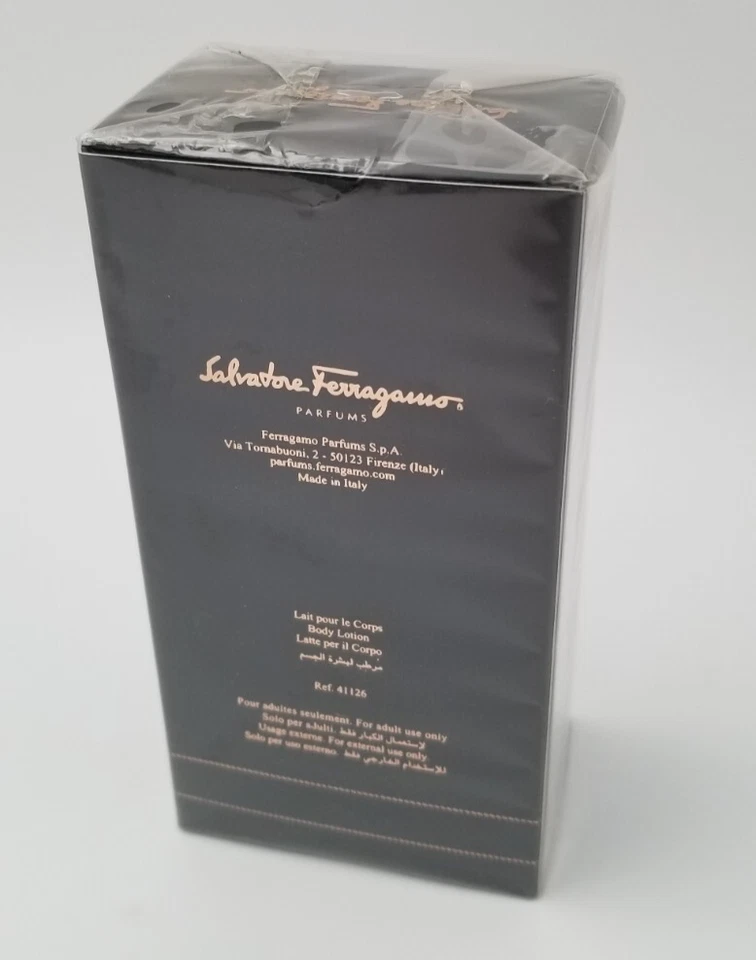 Salvatore Ferragamo
PARFUMS
Ferragamo Parfums S.p.A.
Via Tornabuoni, 2 - 50123 Firenze (Italy)
parfums.ferragamo.com
Made in Italy
Lait pour le Corps
Body Lotion
Latte per il Corpo
مرطب لبشرة الجسم
Ref. 41126
Pour adultes seulement. For adult use only
Solo per adulti. لإستعمال الكبار فقط
Usage externe. For external use only.
Solo per uso esterno. للإستخدام الخارجي فقط